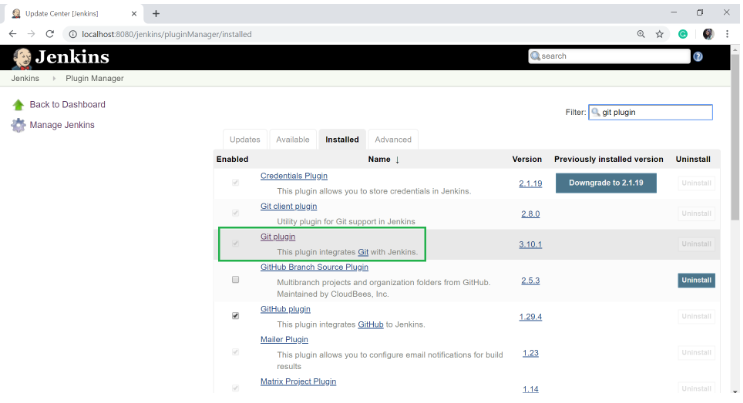 Update Center [Jenkins]
localhost:8080/jenkins/pluginManager/installed
Jenkins
search
Jenkins
Plugin Manager
Back to Dashboard
Manage Jenkins
Filter: git plugin
Updates Available Installed Advanced
Enabled Name ↓ Version Previously installed version Uninstall
Credentials Plugin
This plugin allows you to store credentials in Jenkins.
2.1.19 Downgrade to 2.1.19 Uninstall
Git client plugin
Utility plugin for Git support in Jenkins
2.8.0 Uninstall
Git plugin
This plugin integrates Git with Jenkins.
3.10.1 Uninstall
GitHub Branch Source Plugin
Multibranch projects and organization folders from GitHub.
Maintained by CloudBees, Inc.
2.5.3 Uninstall
GitHub plugin
This plugin integrates GitHub to Jenkins.
1.29.4 Uninstall
Mailer Plugin
This plugin allows you to configure email notifications for build
results
1.23 Uninstall
Matrix Project Plugin
1.14 Uninstall